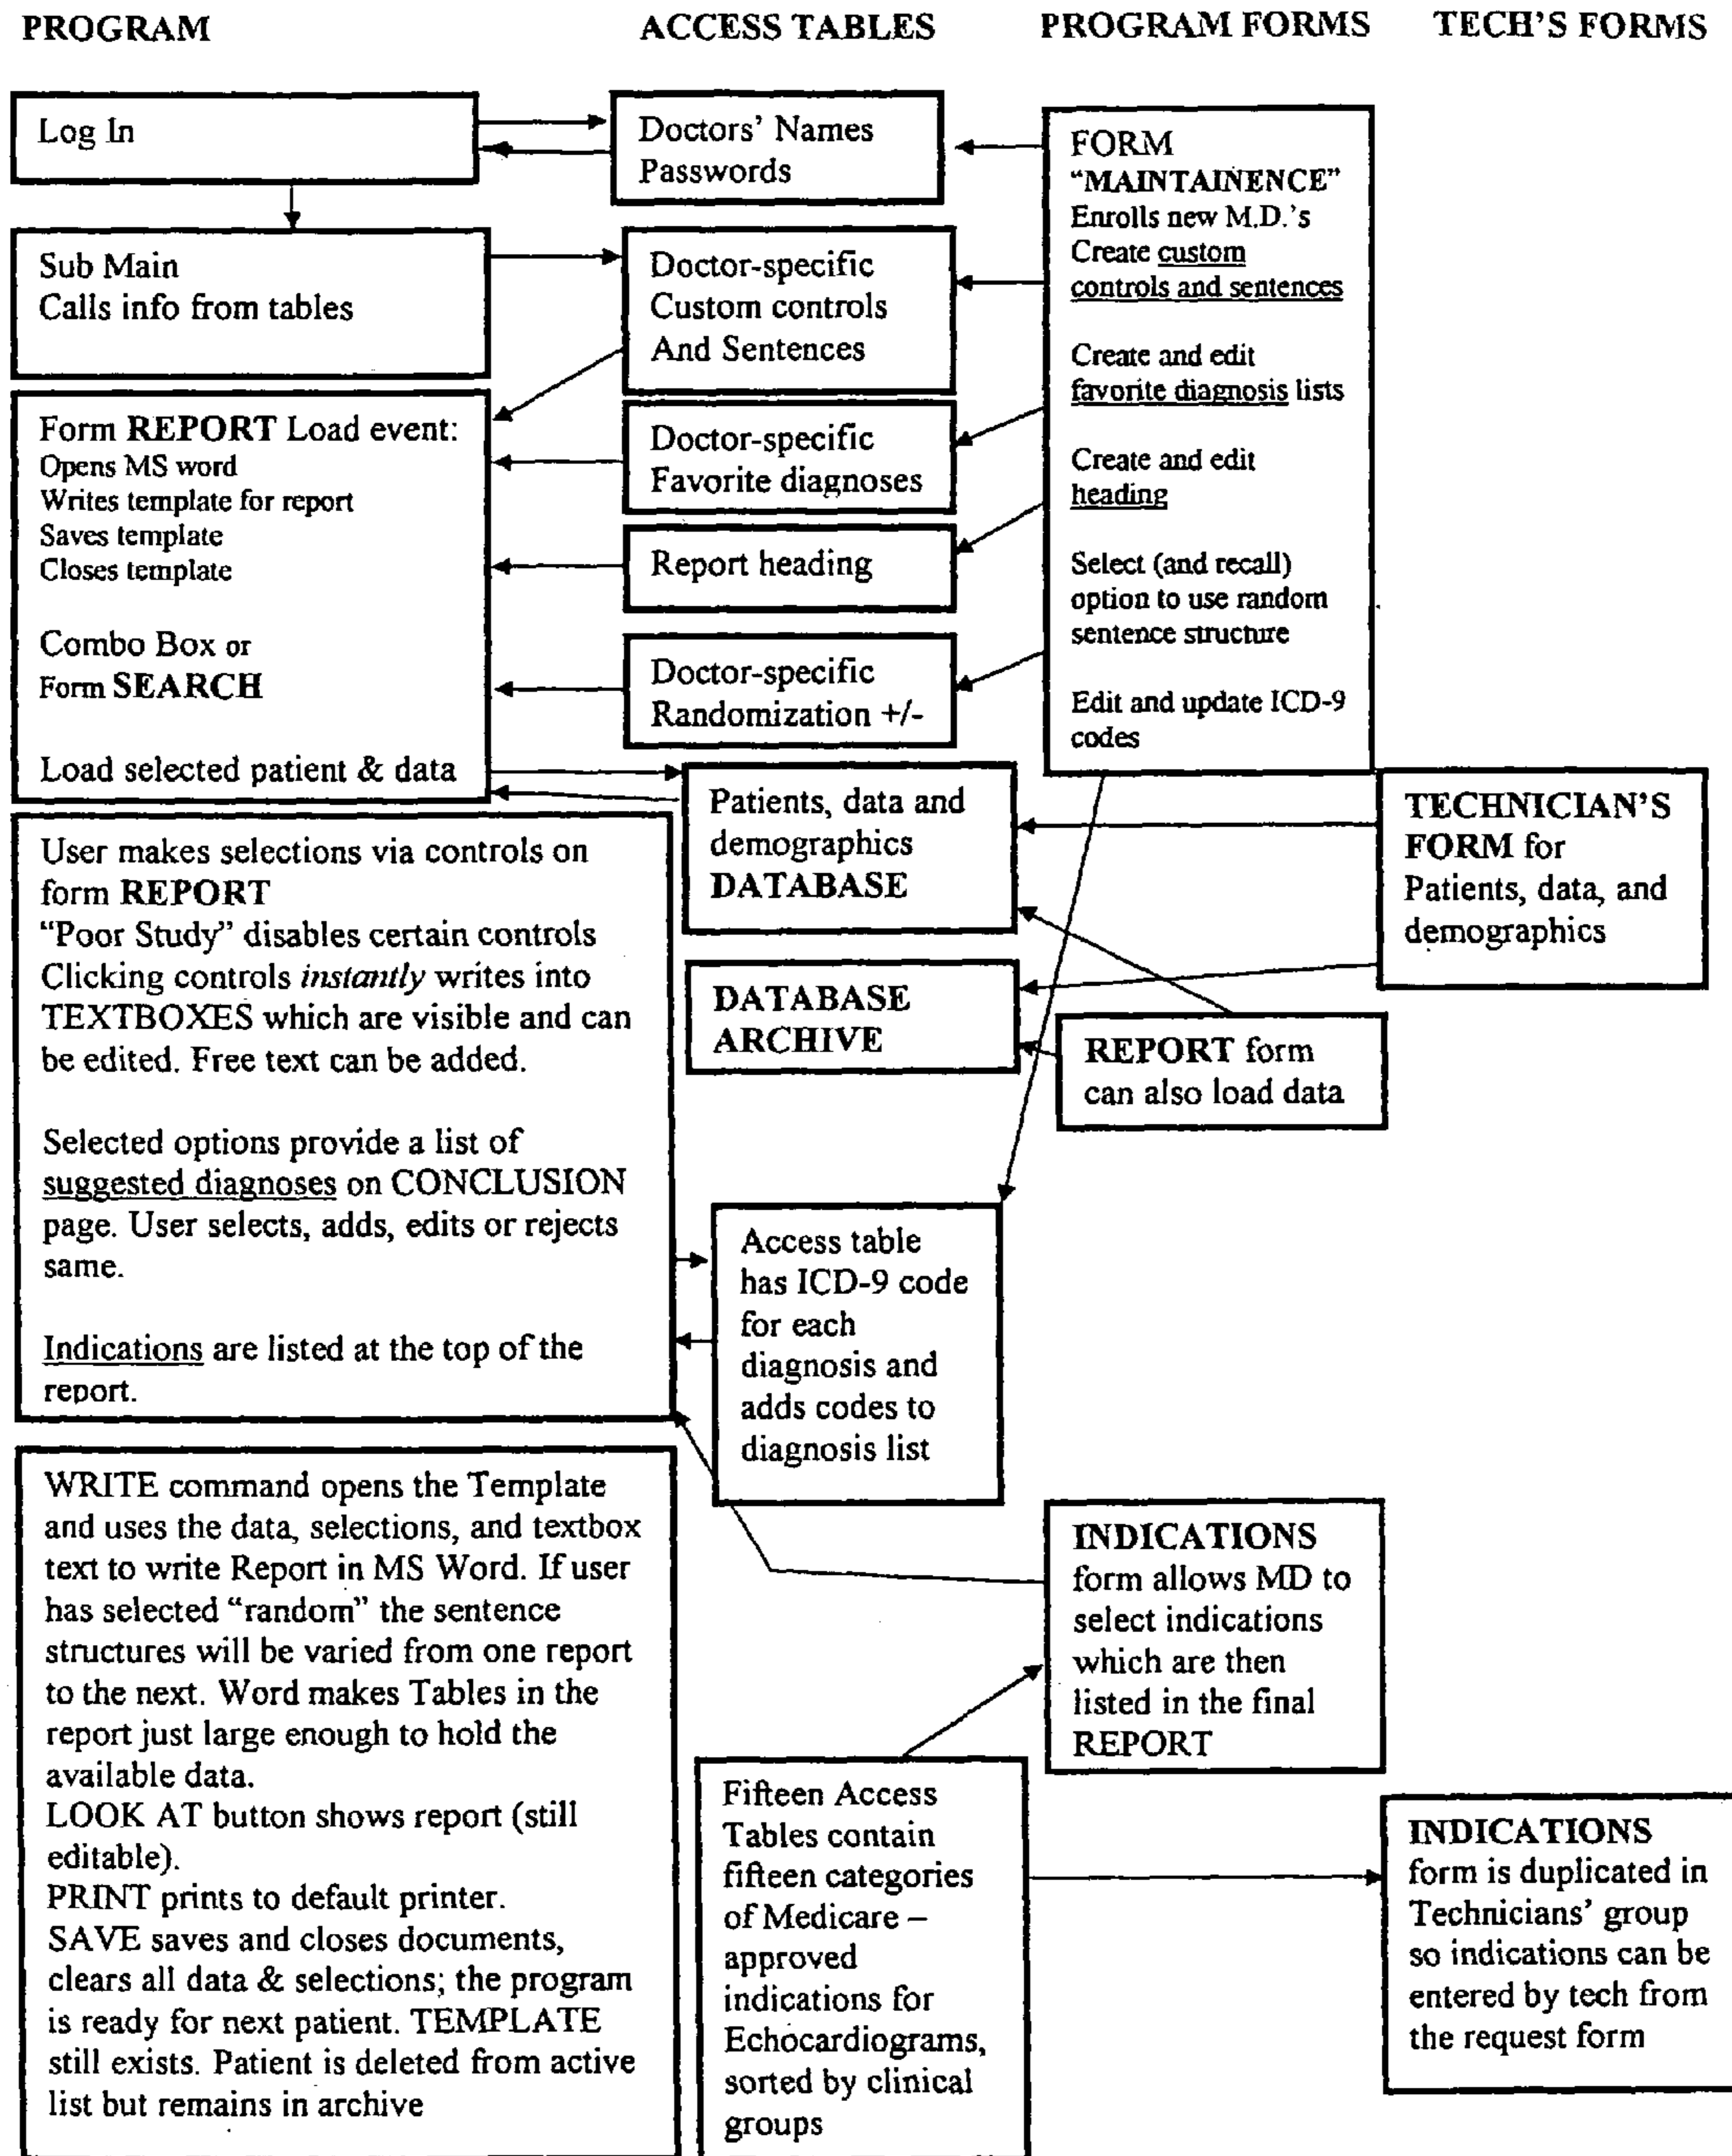 PROGRAM
ACCESS TABLES
PROGRAM FORMS
TECH'S FORMS
Log In
Doctors' Names
Passwords
FORM
"MAINTAINENCE"
Enrolls new M.D.'s
Create custom
controls and sentences
Create and edit
favorite diagnosis lists
Create and edit
heading
Select (and recall)
option to use random
sentence structure
Edit and update ICD-9
codes
Sub Main
Calls info from tables
Doctor-specific
Custom controls
And Sentences
Form REPORT Load event:
Opens MS word
Writes template for report
Saves template
Closes template
Combo Box or
Form SEARCH
Load selected patient & data
Doctor-specific
Favorite diagnoses
Report heading
Doctor-specific
Randomization +/-
Patients, data and
demographics
DATABASE
TECHNICIAN'S
FORM for
Patients, data, and
demographics
User makes selections via controls on
form REPORT
"Poor Study" disables certain controls
Clicking controls instantly writes into
TEXTBOXES which are visible and can
be edited. Free text can be added.
Selected options provide a list of
suggested diagnoses on CONCLUSION
page. User selects, adds, edits or rejects
same.
Indications are listed at the top of the
report.
DATABASE
ARCHIVE
REPORT form
can also load data
Access table
has ICD-9 code
for each
diagnosis and
adds codes to
diagnosis list
WRITE command opens the Template
and uses the data, selections, and textbox
text to write Report in MS Word. If user
has selected "random" the sentence
structures will be varied from one report
to the next. Word makes Tables in the
report just large enough to hold the
available data.
LOOK AT button shows report (still
editable).
PRINT prints to default printer.
SAVE saves and closes documents,
clears all data & selections; the program
is ready for next patient. TEMPLATE
still exists. Patient is deleted from active
list but remains in archive
INDICATIONS
form allows MD to
select indications
which are then
listed in the final
REPORT
Fifteen Access
Tables contain
fifteen categories
of Medicare –
approved
indications for
Echocardiograms,
sorted by clinical
groups
INDICATIONS
form is duplicated in
Technicians' group
so indications can be
entered by tech from
the request form